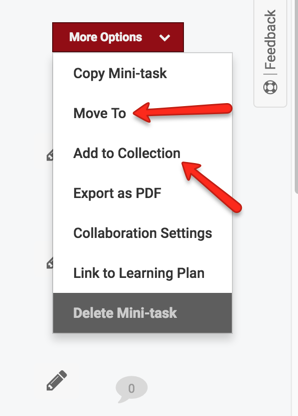 More Options
Feedback
Copy Mini-task
Move To
Add to Collection
Export as PDF
Collaboration Settings
Link to Learning Plan
Delete Mini-task
0